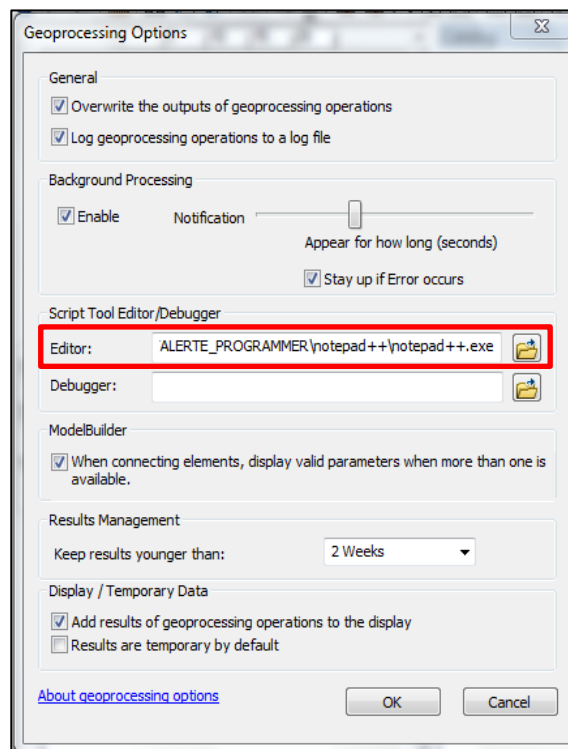 Geoprocessing Options
General
Overwrite the outputs of geoprocessing operations
Log geoprocessing operations to a log file
Background Processing
Enable
Notification
Appear for how long (seconds)
Stay up if Error occurs
Script Tool Editor/Debugger
Editor: ALERTE_PROGRAMMER\notepad++\notepad++.exe
Debugger:
ModelBuilder
When connecting elements, display valid parameters when more than one is
available.
Results Management
Keep results younger than: 2 Weeks
Display / Temporary Data
Add results of geoprocessing operations to the display
Results are temporary by default
About geoprocessing options
OK
Cancel